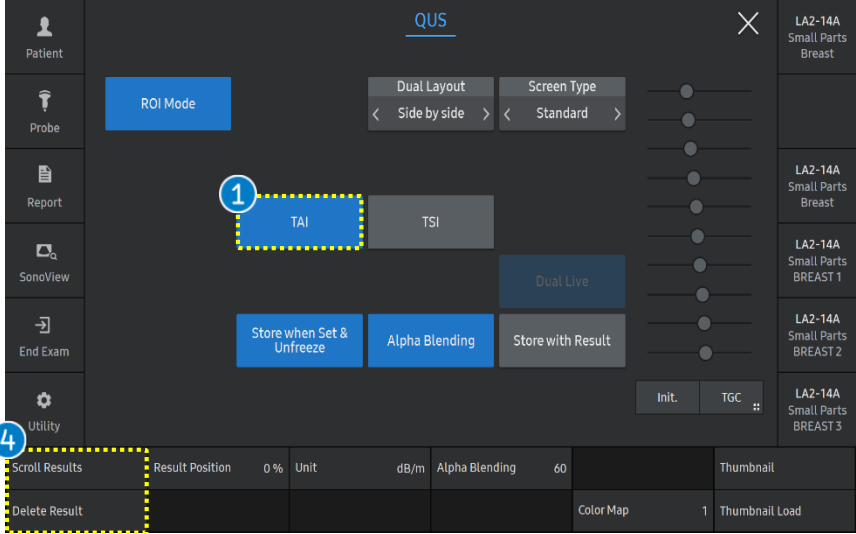 QUS
Patient
Probe
Report
SonoView
End Exam
Utility
ROI Mode
Dual Layout
Side by side
Screen Type
Standard
1
TAI
TSI
Dual Live
Store when Set &
Unfreeze
Alpha Blending
Store with Result
Init.
TGC
LA2-14A
Small Parts
Breast
LA2-14A
Small Parts
Breast
LA2-14A
Small Parts
BREAST 1
LA2-14A
Small Parts
BREAST 2
LA2-14A
Small Parts
BREAST 3
4
Scroll Results
Result Position 0 %
Unit dB/m
Alpha Blending 60
Thumbnail
Delete Result
Color Map 1
Thumbnail Load